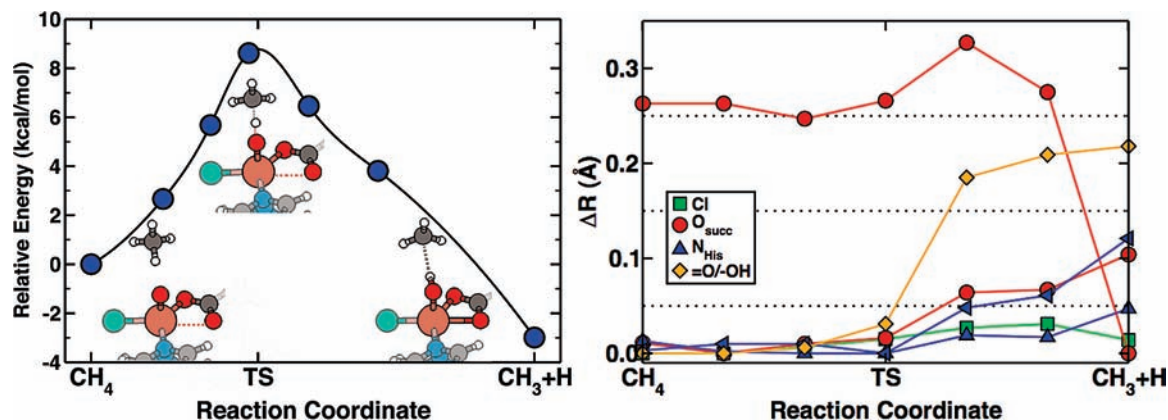 10
8
6
4
2
0
-2
-4
Relative Energy (kcal/mol)
CH4
TS
CH3+H
Reaction Coordinate
0.3
0.2
0.1
0.0
ΔR (Å)
Cl
Osucc
NHis
=O/-OH
CH4
TS
CH3+H
Reaction Coordinate